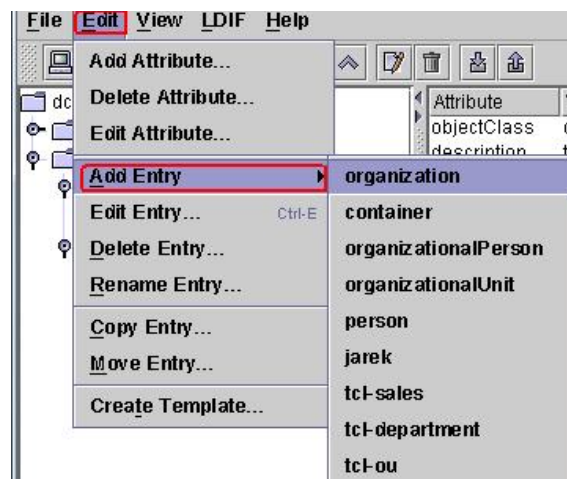 File Edit View LDIF Help
Add Attribute...
Delete Attribute...
Edit Attribute...
Add Entry
Edit Entry... Ctrl-E
Delete Entry...
Rename Entry...
Copy Entry...
Move Entry...
Create Template...
dc
Attribute
objectClass
description
organization
container
organizationalPerson
organizationalUnit
person
jarek
tcl-sales
tcl-department
tcl-ou